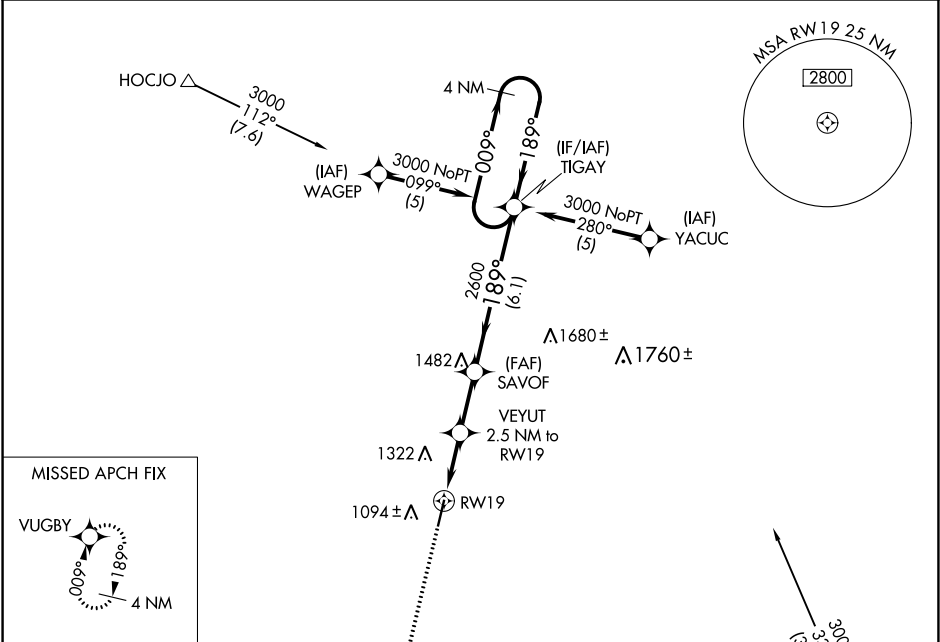 MSA RW19 25 NM
2800
HOCJO
3000
112°
(7.6)
4 NM
009°
189°
(IF/IAF)
TIGAY
(IAF)
WAGEP
3000 NoPT
099°
(5)
3000 NoPT
280°
(5)
(IAF)
YACUC
2600
189°
(6.1)
1680±
1760±
1482
(FAF)
SAVOF
VEYUT
2.5 NM to
RW19
1322
RW19
1094±
MISSED APCH FIX
VUGBY
009°
189°
4 NM